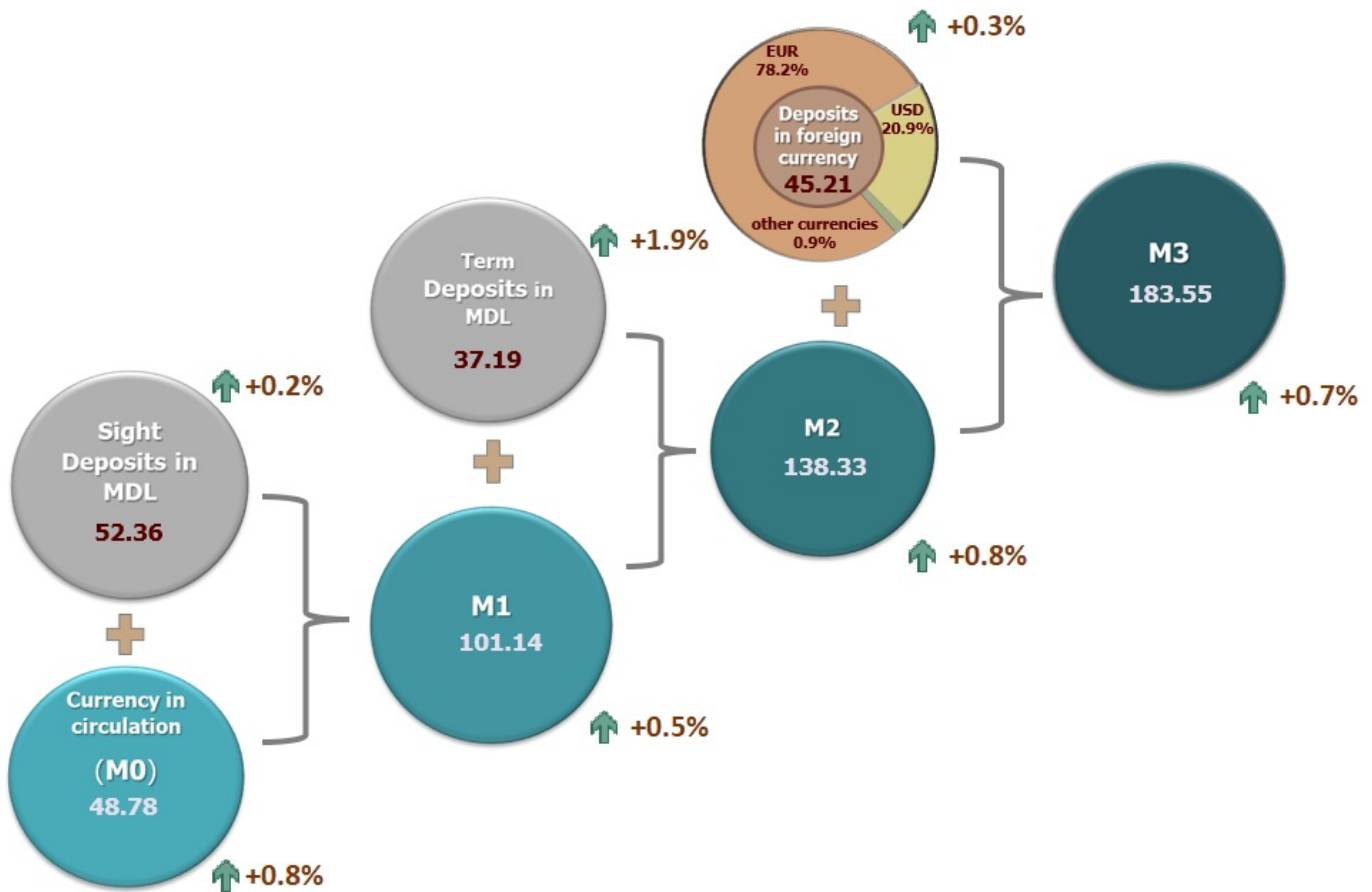 +0.3%
EUR
78.2%
USD
20.9%
Deposits
in foreign
currency
45.21
other currencies
0.9%
M3
183.55
+0.7%
+1.9%
Term
Deposits in
MDL
37.19
M2
138.33
+0.8%
+0.2%
Sight
Deposits in
MDL
52.36
M1
101.14
+0.5%
Currency in
circulation
(M0)
48.78
+0.8%